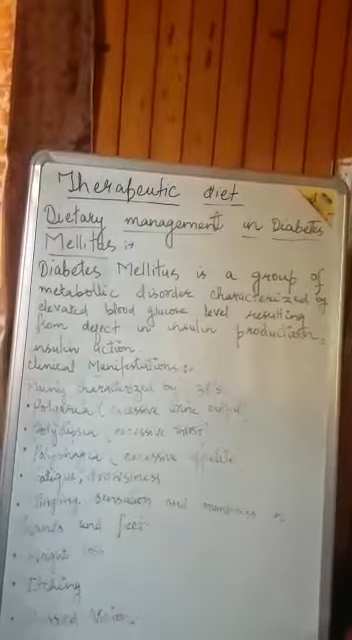 Therapeutic diet
Dietary management in Diabetes
Mellitus :-
Diabetes Mellitus is a group of
metabolic disorder characterized by
elevated blood glucose level resulting
from defect in insulin production,
insulin action.
Clinical Manifestations :-
Mainly characterized by 3P's
• Polyuria (excessive urine output)
• Polydipsia (excessive thirst)
• Polyphagia (excessive appetite
• Fatigue, drowsiness
• Tingling sensation and numbness in
hands and feet
• Weight loss
• Itching
• Vision.